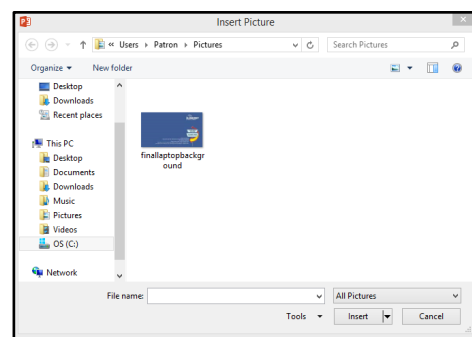 Insert Picture
« Users Patron Pictures
Search Pictures
Organize
New folder
Desktop
Downloads
Recent places
This PC
Desktop
Documents
Downloads
Music
Pictures
Videos
OS (C:)
Network
finallaptopbackgr
ound
File name:
All Pictures
Tools
Insert
Cancel